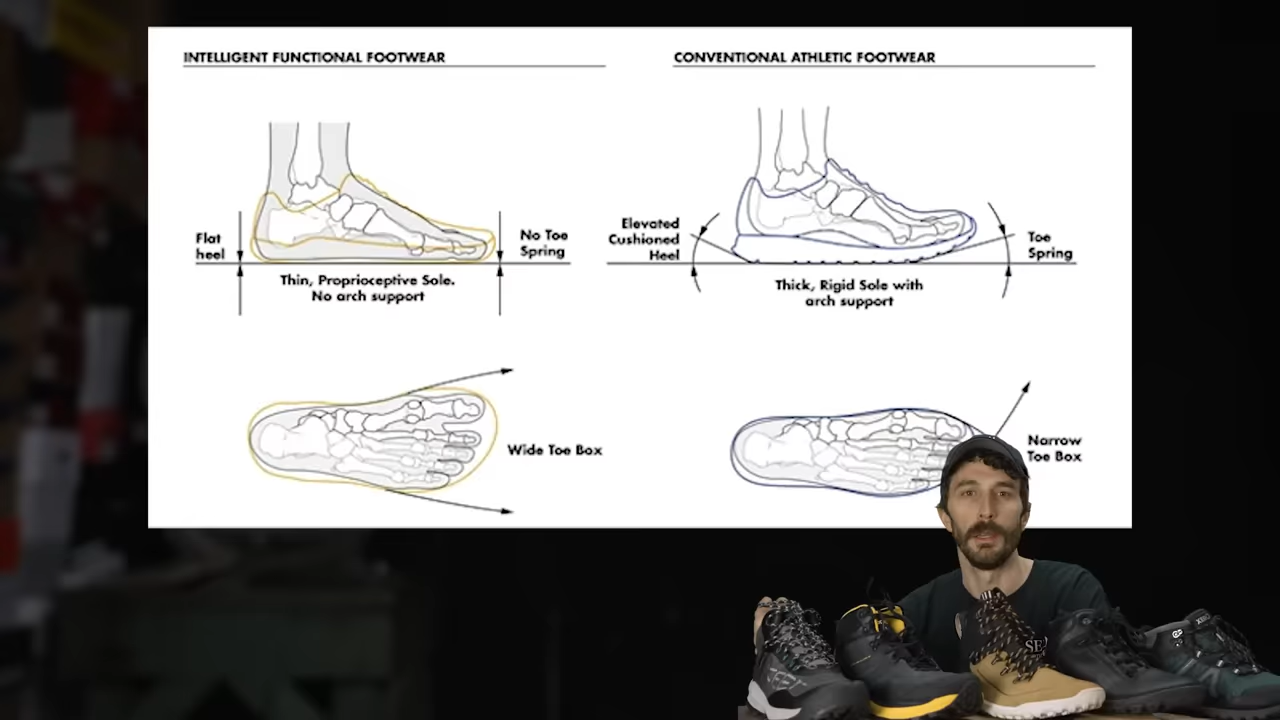 INTELLIGENT FUNCTIONAL FOOTWEAR
CONVENTIONAL ATHLETIC FOOTWEAR
Flat
heel
No Toe
Spring
Thin, Proprioceptive Sole.
No arch support
Elevated
Cushioned
Heel
Toe
Spring
Thick, Rigid Sole with
arch support
Wide Toe Box
Narrow
Toe Box